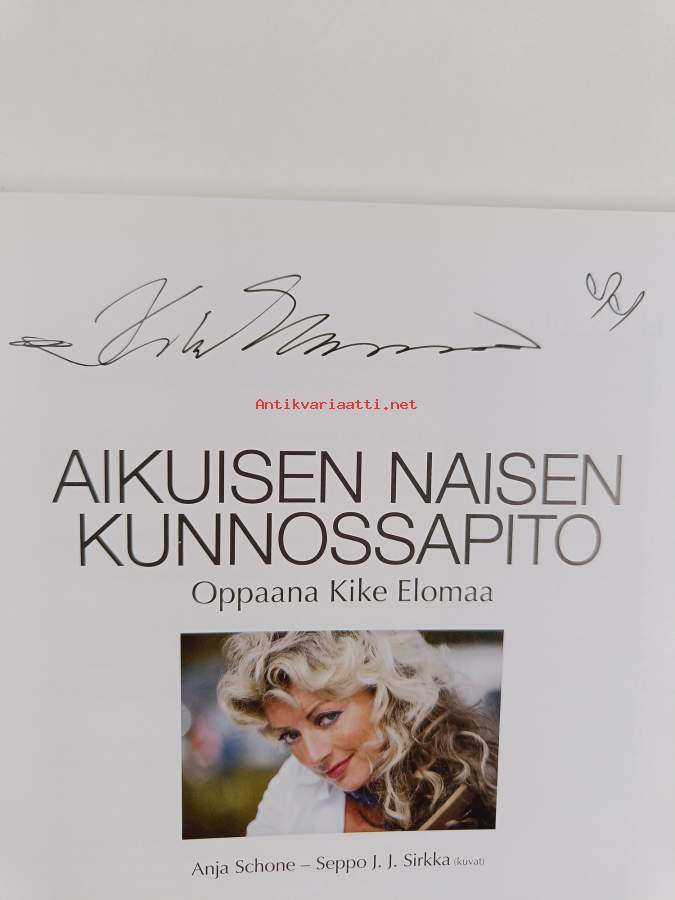 Antikvariaatti.net
AIKUISEN NAISEN
KUNNOSSAPITO
Oppaana Kike Elomaa
Anja Schone – Seppo J. J. Sirkka (kuvat)